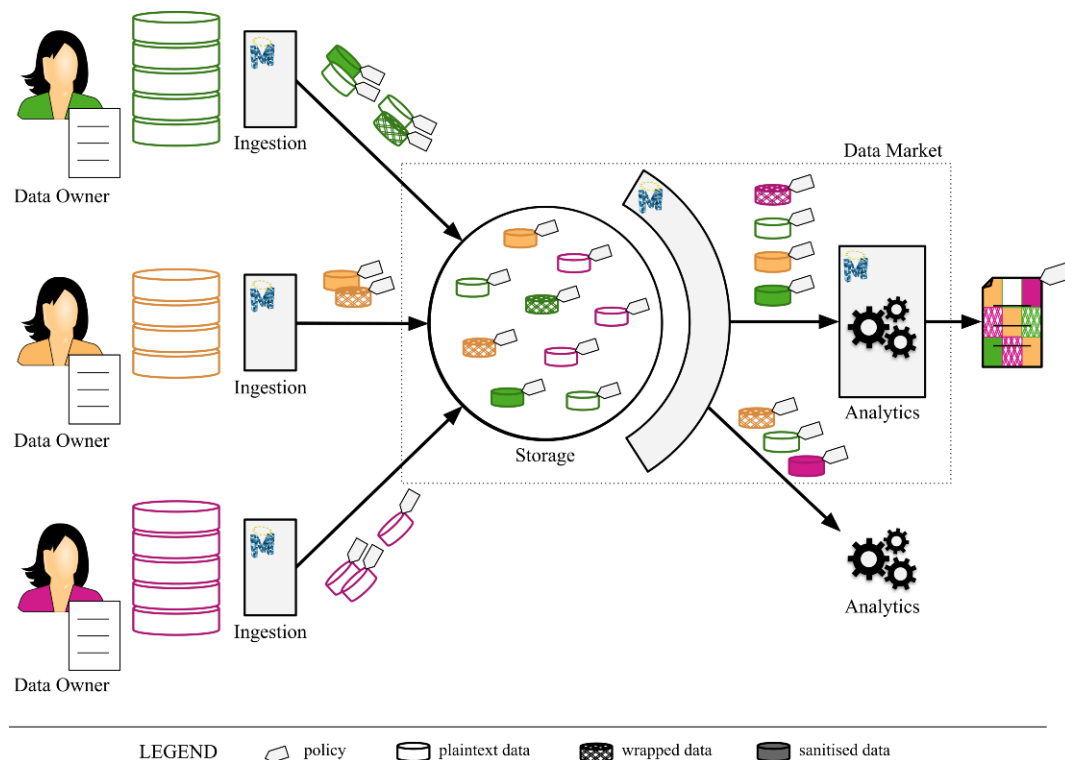 Data Owner
Ingestion
Data Market
Data Owner
Ingestion
Storage
Analytics
Data Owner
Ingestion
Analytics
LEGEND policy plaintext data wrapped data sanitised data